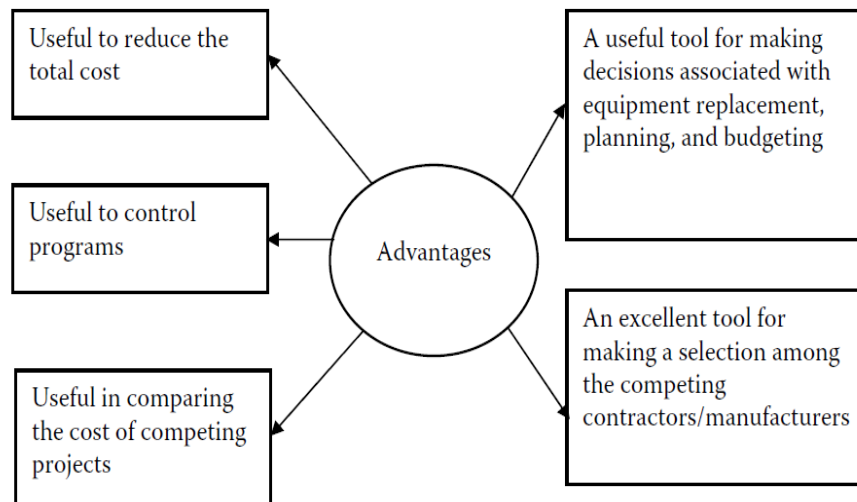 Useful to reduce the
total cost
Useful to control
programs
Useful in comparing
the cost of competing
projects
Advantages
A useful tool for making
decisions associated with
equipment replacement,
planning, and budgeting
An excellent tool for
making a selection among
the competing
contractors/manufacturers